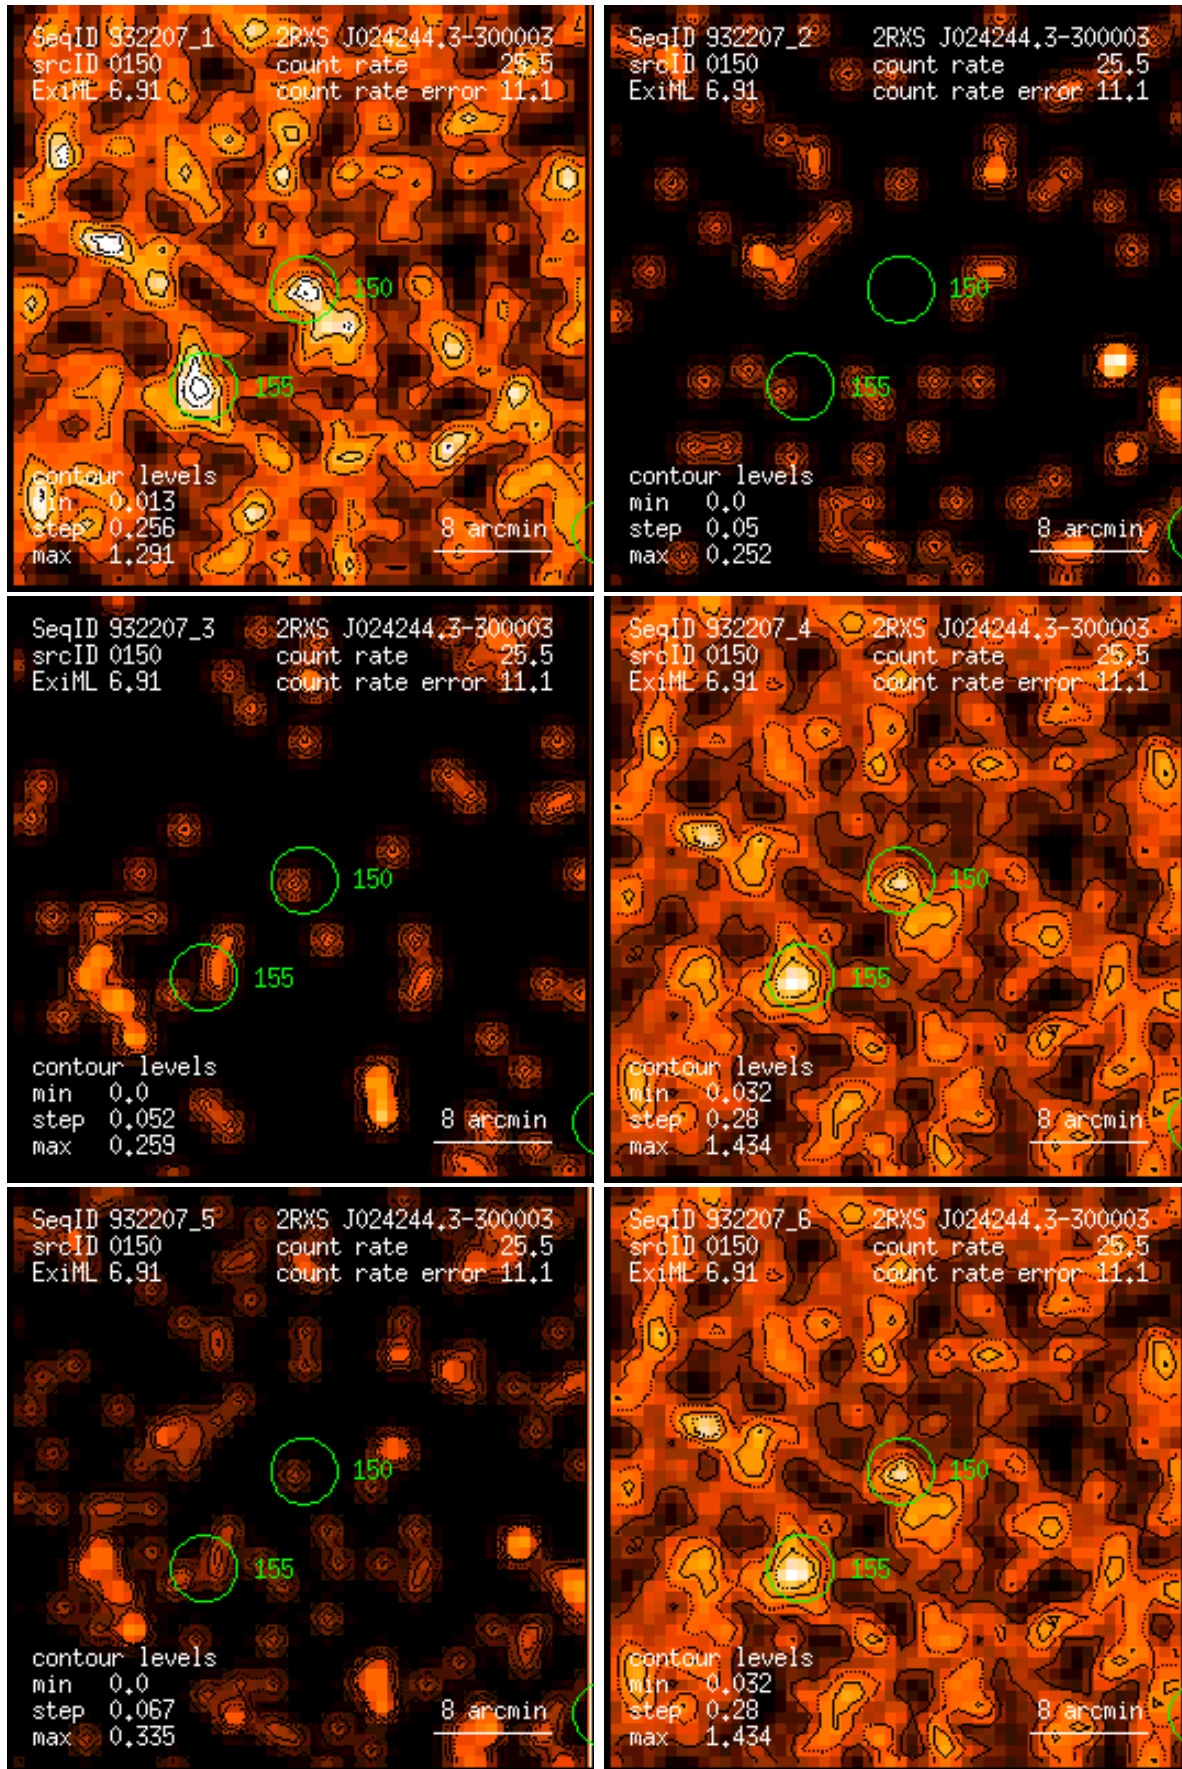 SeqID 932207_1 2RXS J024244.3-300003
srcID 0150 count rate 25.5
ExiML 6.91 count rate error 11.1
150
155
contour levels
min 0.013
step 0.256
max 1.291
8 arcmin
SeqID 932207_2 2RXS J024244.3-300003
srcID 0150 count rate 25.5
ExiML 6.91 count rate error 11.1
150
155
contour levels
min 0.0
step 0.05
max 0.252
8 arcmin
SeqID 932207_3 2RXS J024244.3-300003
srcID 0150 count rate 25.5
ExiML 6.91 count rate error 11.1
150
155
contour levels
min 0.0
step 0.052
max 0.259
8 arcmin
SeqID 932207_4 2RXS J024244.3-300003
srcID 0150 count rate 25.5
ExiML 6.91 count rate error 11.1
150
155
contour levels
min 0.032
step 0.28
max 1.434
8 arcmin
SeqID 932207_5 2RXS J024244.3-300003
srcID 0150 count rate 25.5
ExiML 6.91 count rate error 11.1
150
155
contour levels
min 0.0
step 0.067
max 0.335
8 arcmin
SeqID 932207_6 2RXS J024244.3-300003
srcID 0150 count rate 25.5
ExiML 6.91 count rate error 11.1
150
155
contour levels
min 0.032
step 0.28
max 1.434
8 arcmin